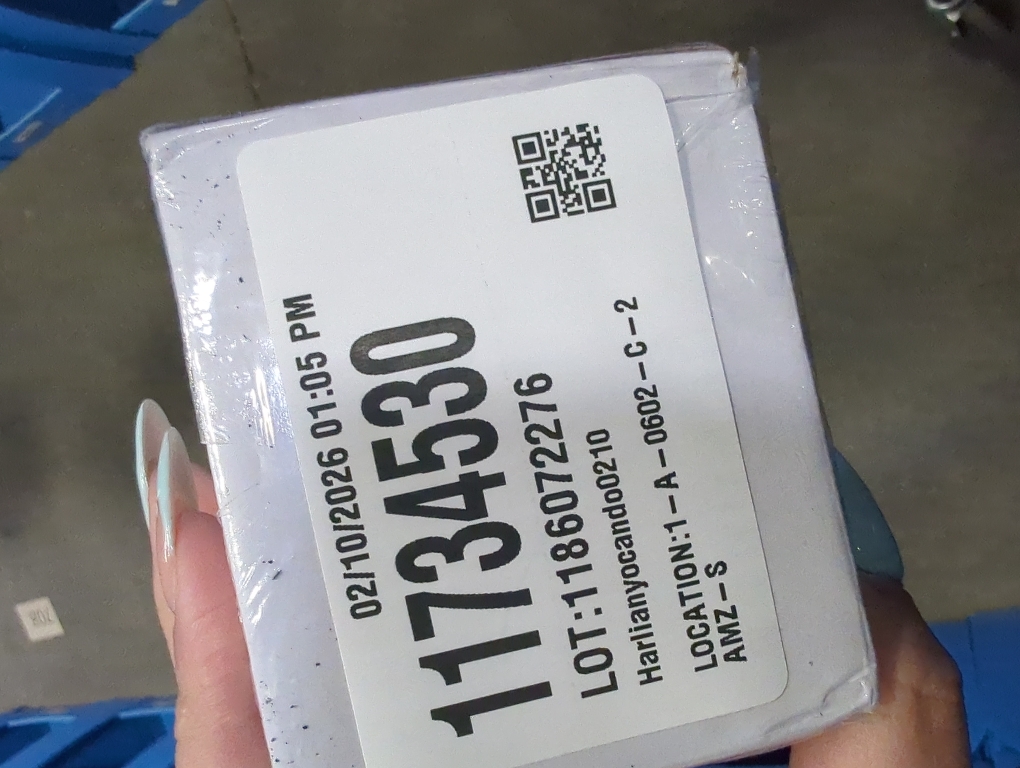 02/10/2026 01:05 PM
11734530
LOT:1186072276
Harlianyocando0210
LOCATION:1-A-0602-C-2
AMZ-S